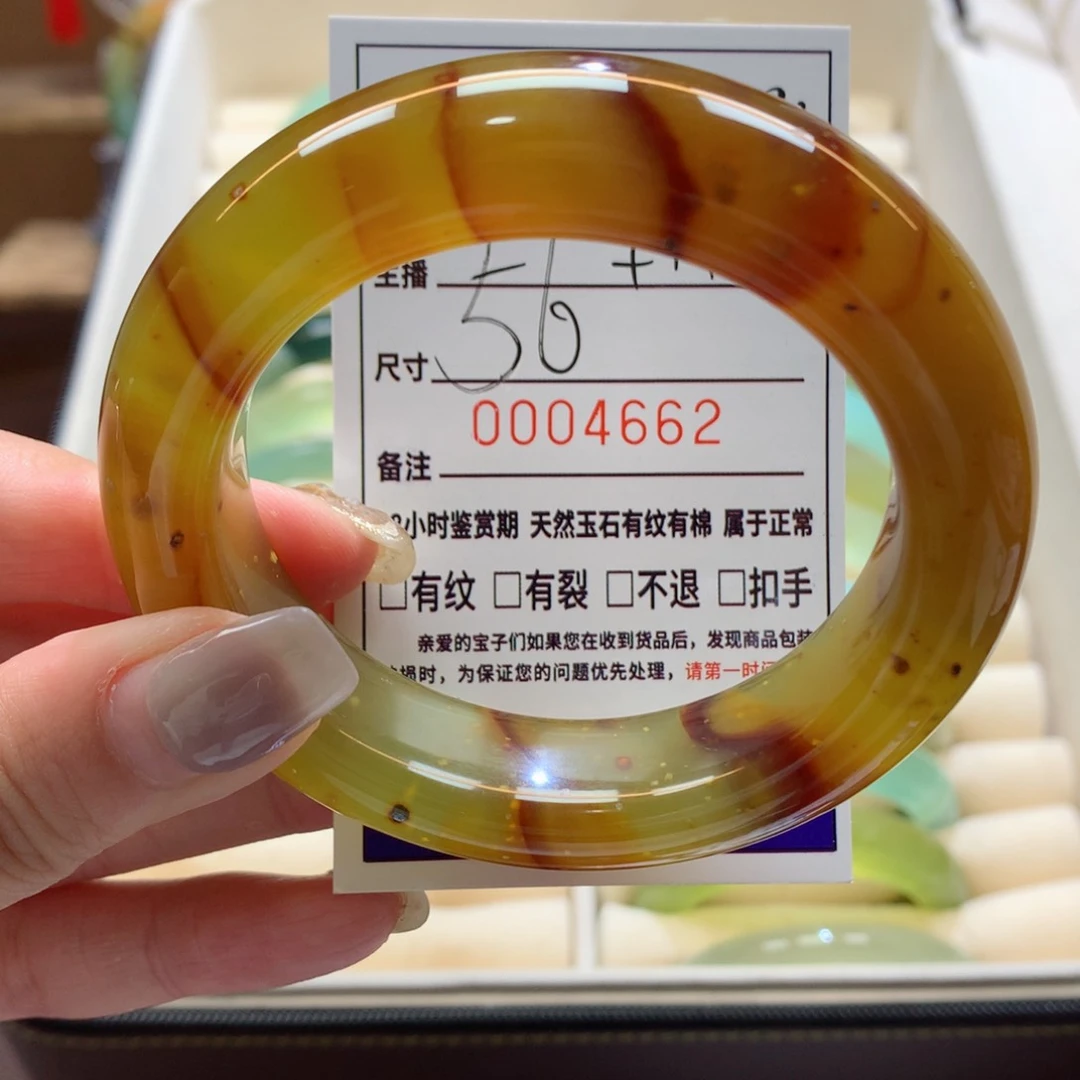 主播
尺寸 56
0004662
备注
小时鉴赏期 天然玉石有纹有棉 属于正常
□有纹 □有裂 □不退 □扣手
亲爱的宝子们如果您在收到货品后，发现商品包装
损时，为保证您的问题优先处理，请第一时